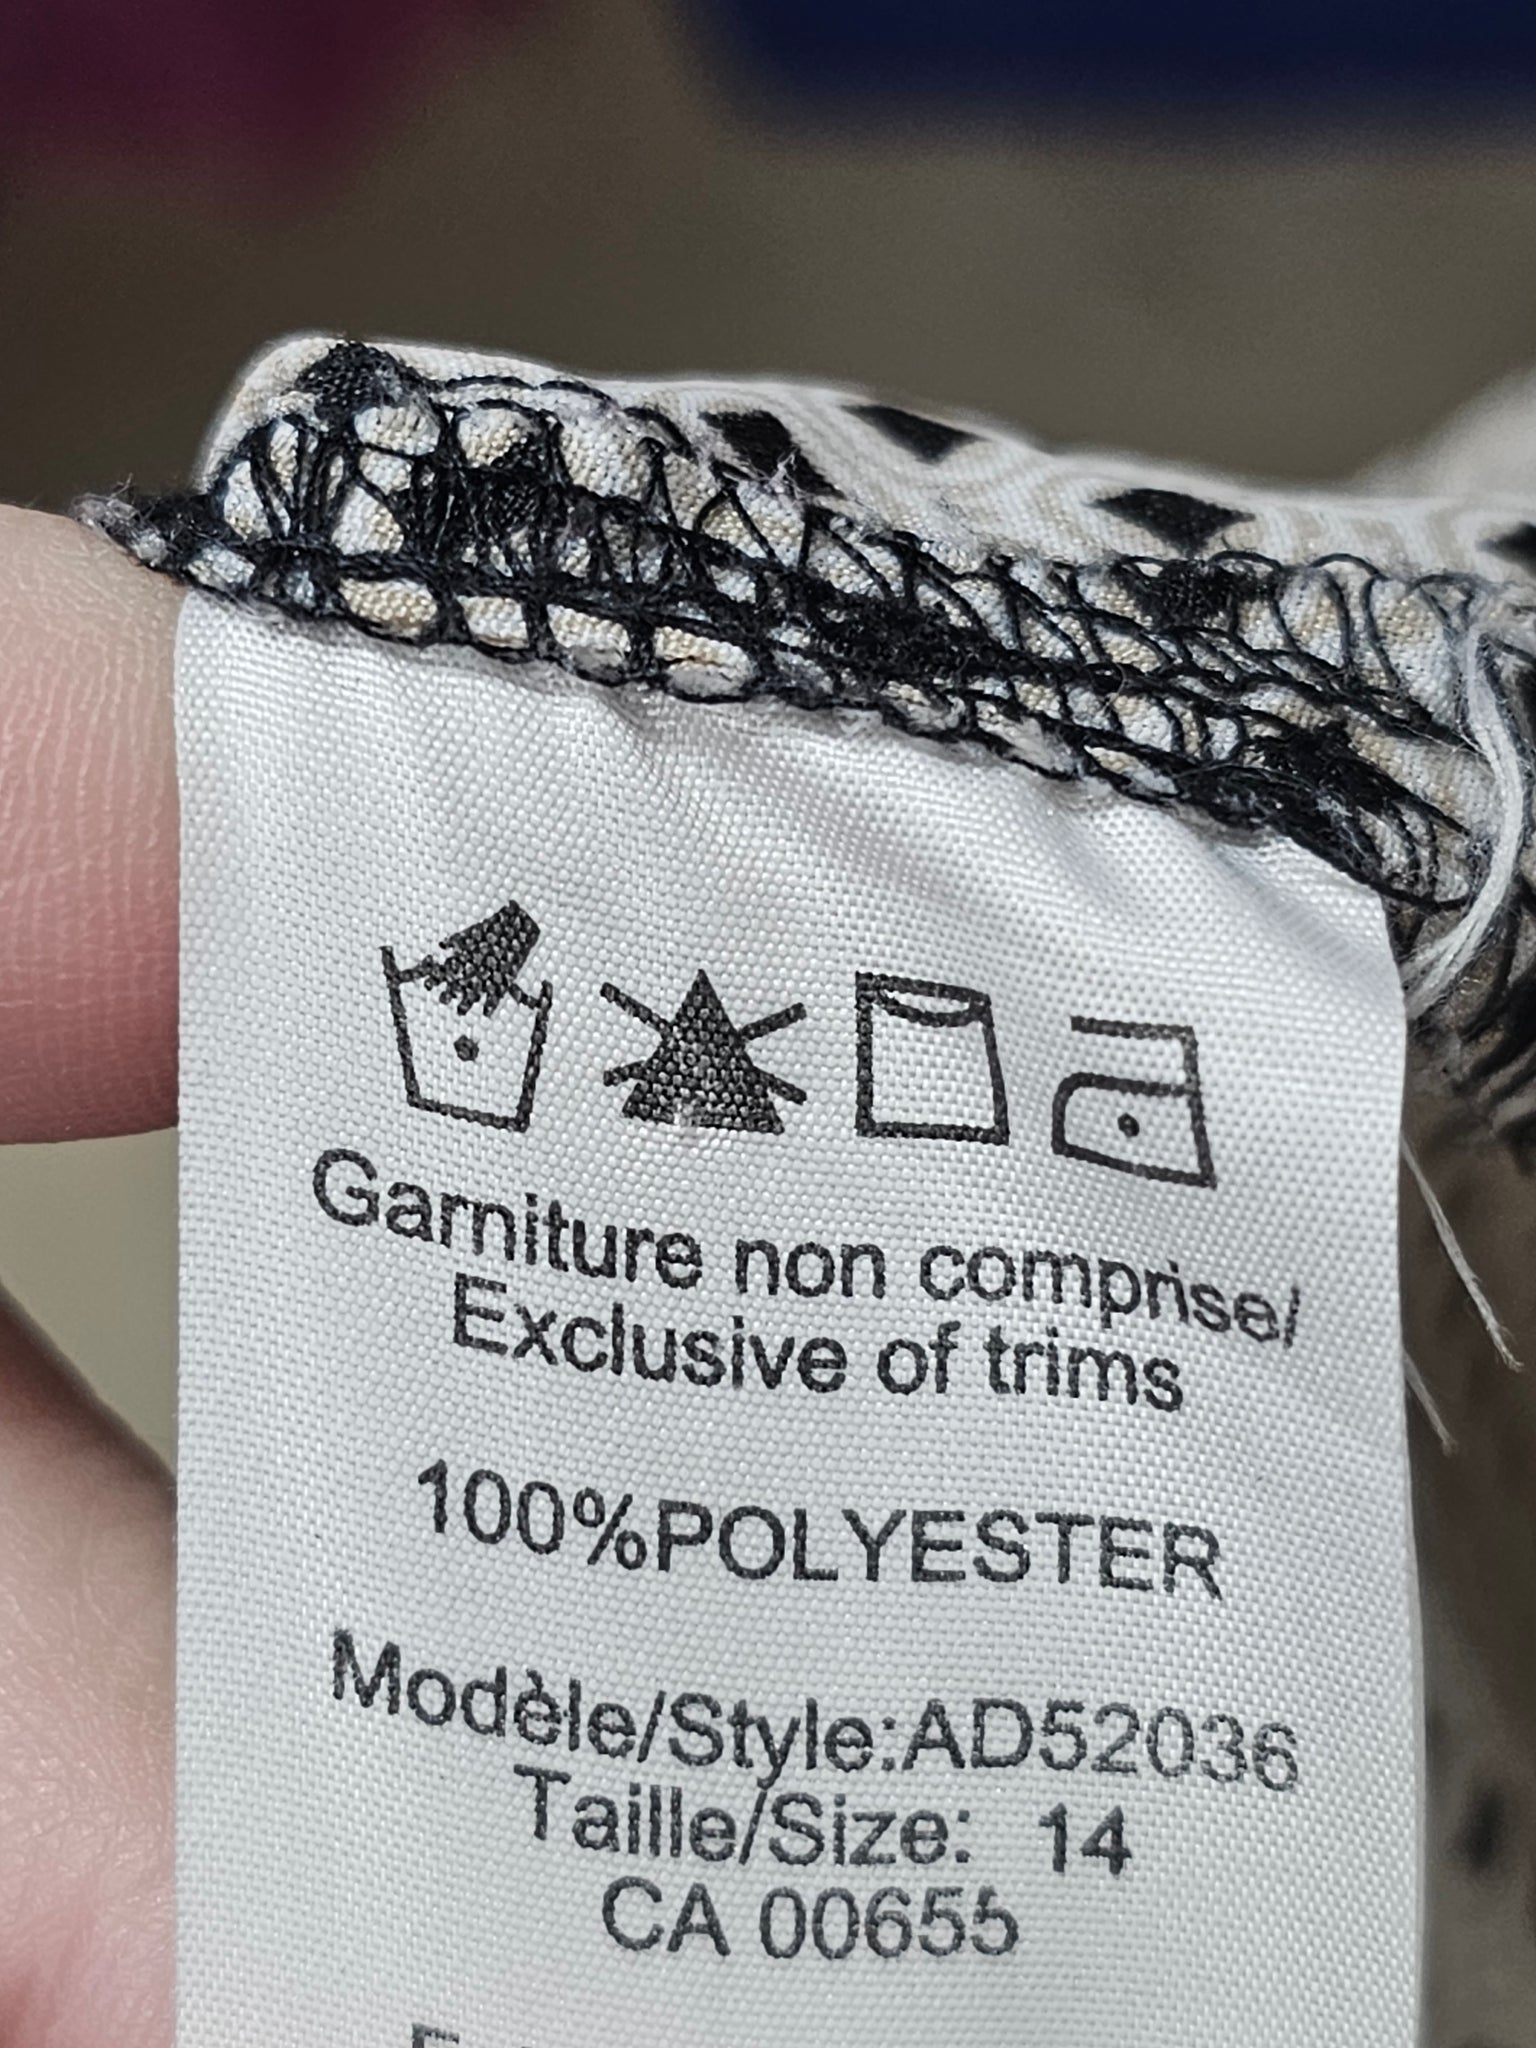 Garniture non comprise/
Exclusive of trims
100%POLYESTER
Modèle/Style:AD52036
Taille/Size: 14
CA 00655